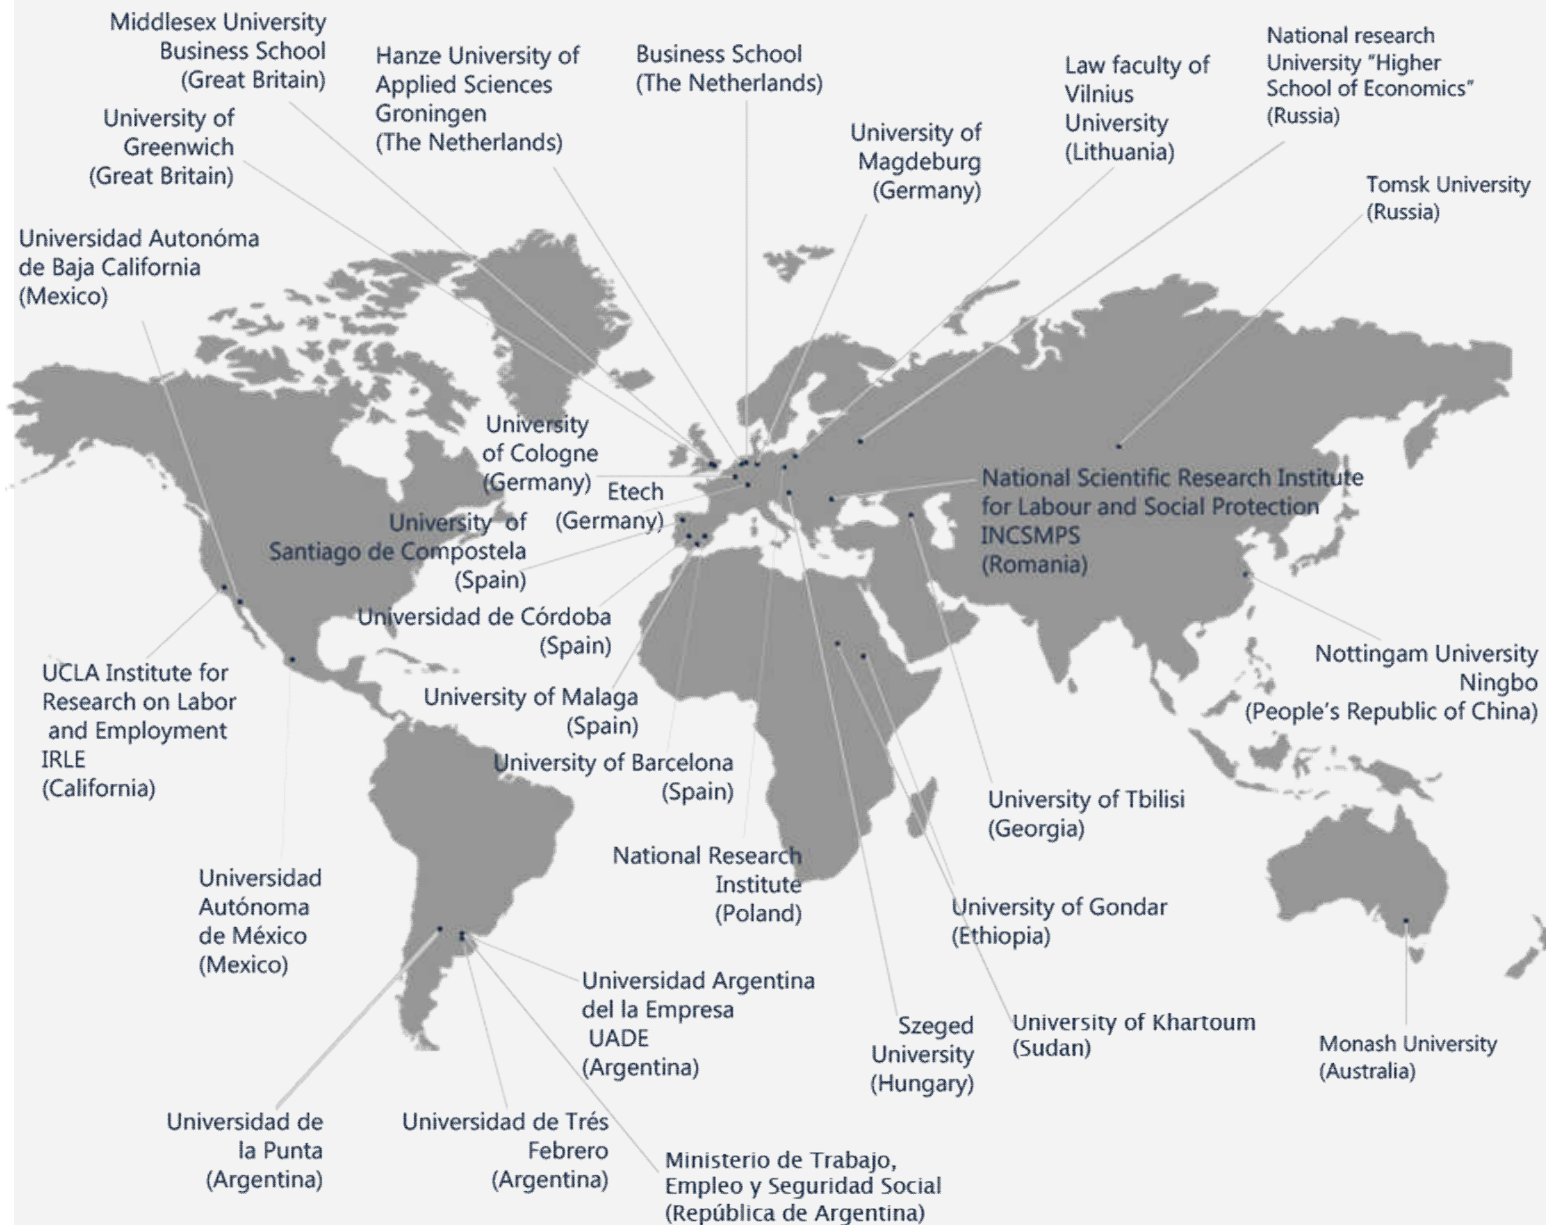 Middlesex University
Business School
(Great Britain)
Hanze University of
Applied Sciences
Groningen
(The Netherlands)
Business School
(The Netherlands)
Law faculty of
Vilnius
University
(Lithuania)
National research
University "Higher
School of Economics"
(Russia)
University of
Greenwich
(Great Britain)
University of
Magdeburg
(Germany)
Tomsk University
(Russia)
Universidad Autonóma
de Baja California
(Mexico)
University
of Cologne
(Germany)
Etech
(Germany)
National Scientific Research Institute
for Labour and Social Protection
INCSMPS
(Romania)
University of
Santiago de Compostela
(Spain)
Universidad de Córdoba
(Spain)
UCLA Institute for
Research on Labor
and Employment
IRLE
(California)
University of Malaga
(Spain)
Nottingam University
Ningbo
(People's Republic of China)
University of Barcelona
(Spain)
University of Tbilisi
(Georgia)
National Research
Institute
(Poland)
Universidad
Autónoma
de México
(Mexico)
University of Gondar
(Ethiopia)
Universidad Argentina
del la Empresa
UADE
(Argentina)
Szeged
University
(Hungary)
University of Khartoum
(Sudan)
Monash University
(Australia)
Universidad de
la Punta
(Argentina)
Universidad de Trés
Febrero
(Argentina)
Ministerio de Trabajo,
Empleo y Seguridad Social
(República de Argentina)